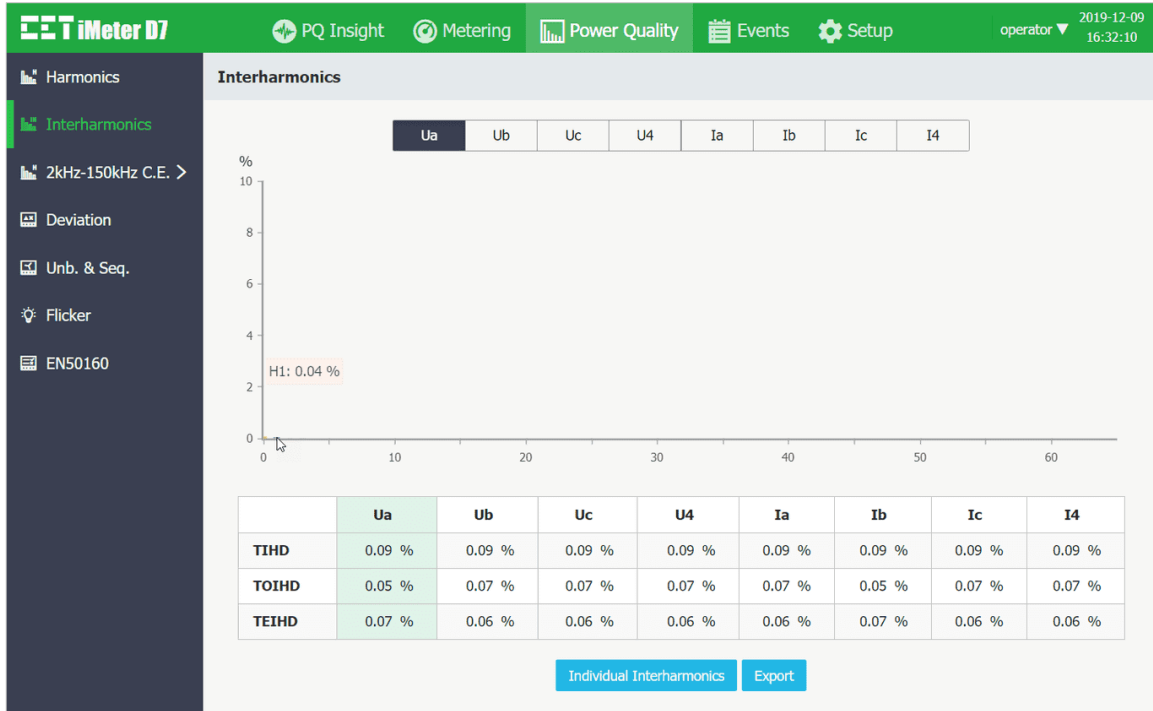 CET iMeter D7 PQ Insight Metering Power Quality Events Setup operator ▼ 2019-12-09
16:32:10
Harmonics
Interharmonics
2kHz-150kHz C.E. >
Deviation
Unb. & Seq.
Flicker
EN50160
Interharmonics
Ua Ub Uc U4 Ia Ib Ic I4
%
10
8
6
4
H1: 0.04 %
2
0
0 10 20 30 40 50 60
Ua Ub Uc U4 Ia Ib Ic I4
TIHD 0.09 % 0.09 % 0.09 % 0.09 % 0.09 % 0.09 % 0.09 % 0.09 %
TOIHD 0.05 % 0.07 % 0.07 % 0.07 % 0.07 % 0.05 % 0.07 % 0.07 %
TEIHD 0.07 % 0.06 % 0.06 % 0.06 % 0.06 % 0.07 % 0.06 % 0.06 %
Individual Interharmonics Export